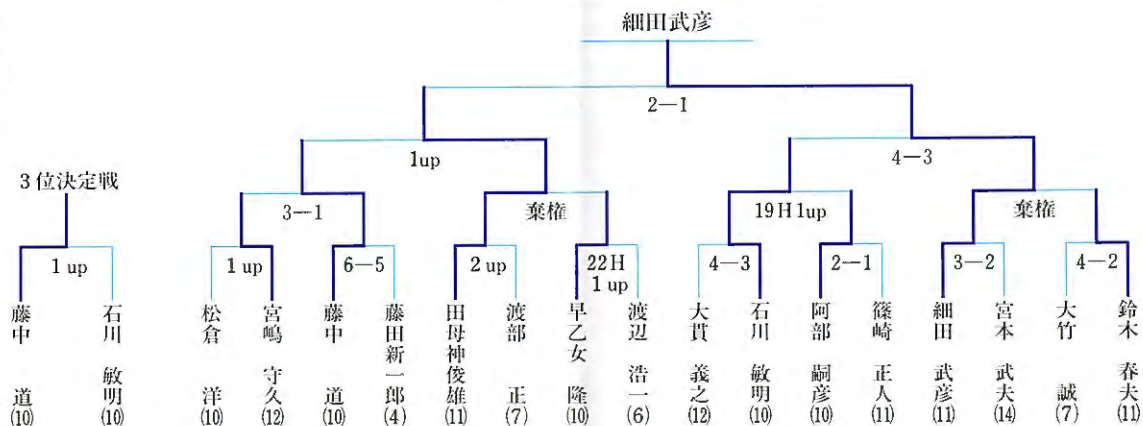 細田武彦
2―1
1up
4―3
3位決定戦
3―1
棄権
19H 1up
棄権
1 up
1 up
6―5
2 up
22H
1 up
4―3
2―1
3―2
4―2
藤中 道 (10)
石川 敏明 (10)
松倉 洋 (10)
宮嶋 守久 (12)
藤中 道 (10)
藤田新一郎 (4)
田母神俊雄 (11)
渡部 正 (7)
早乙女 隆 (10)
渡辺 浩一 (6)
大貫 義之 (12)
石川 敏明 (10)
阿部 嗣彦 (10)
篠崎 正人 (11)
細田 武彦 (11)
宮本 武夫 (14)
大竹 誠 (7)
鈴木 春夫 (11)